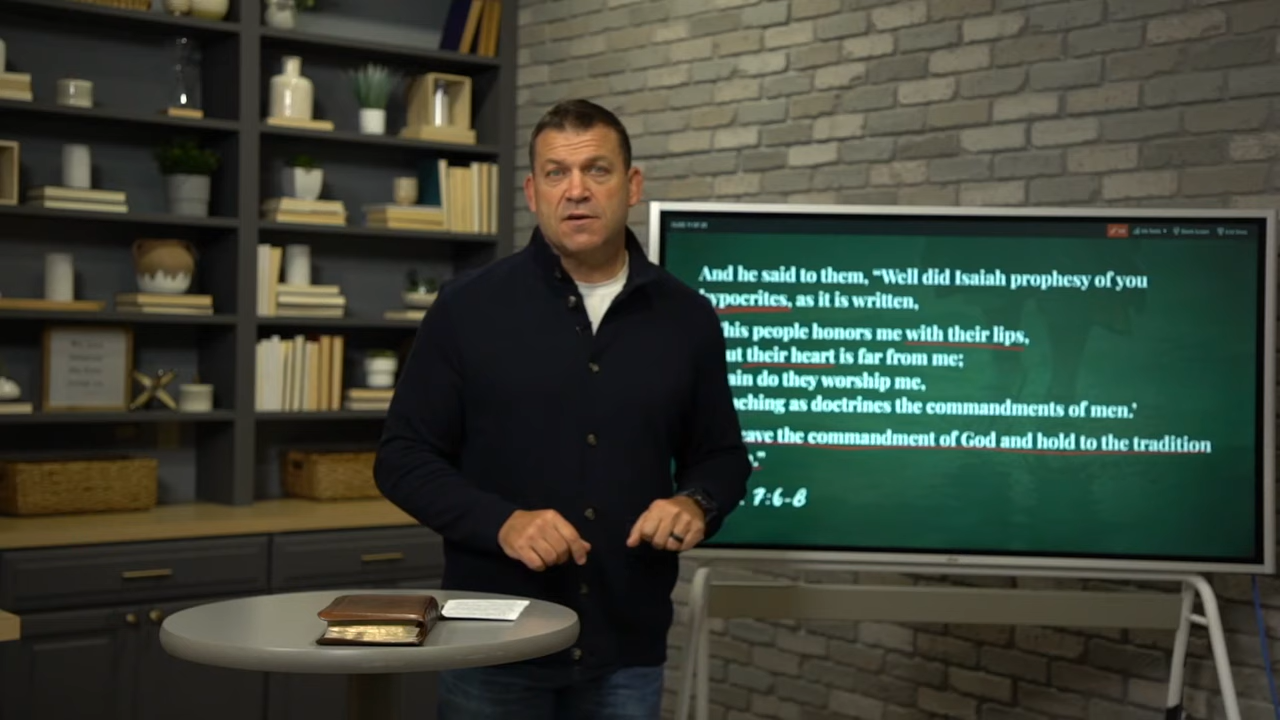 And he said to them, “Well did Isaiah prophesy of you
hypocrites, as it is written,
his people honors me with their lips,
ut their heart is far from me;
ain do they worship me,
ching as doctrines the commandments of men.’
eave the commandment of God and hold to the tradition
.”
7:6-8